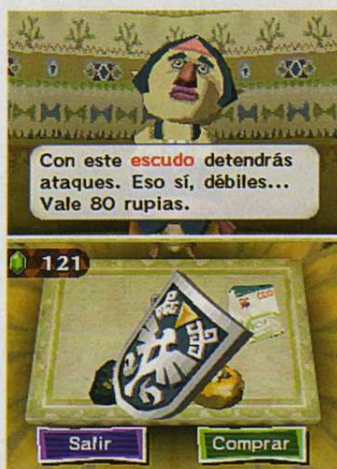 Con este escudo detendrás
ataques. Eso sí, débiles...
Vale 80 rupias.
121
Salir
Comprar